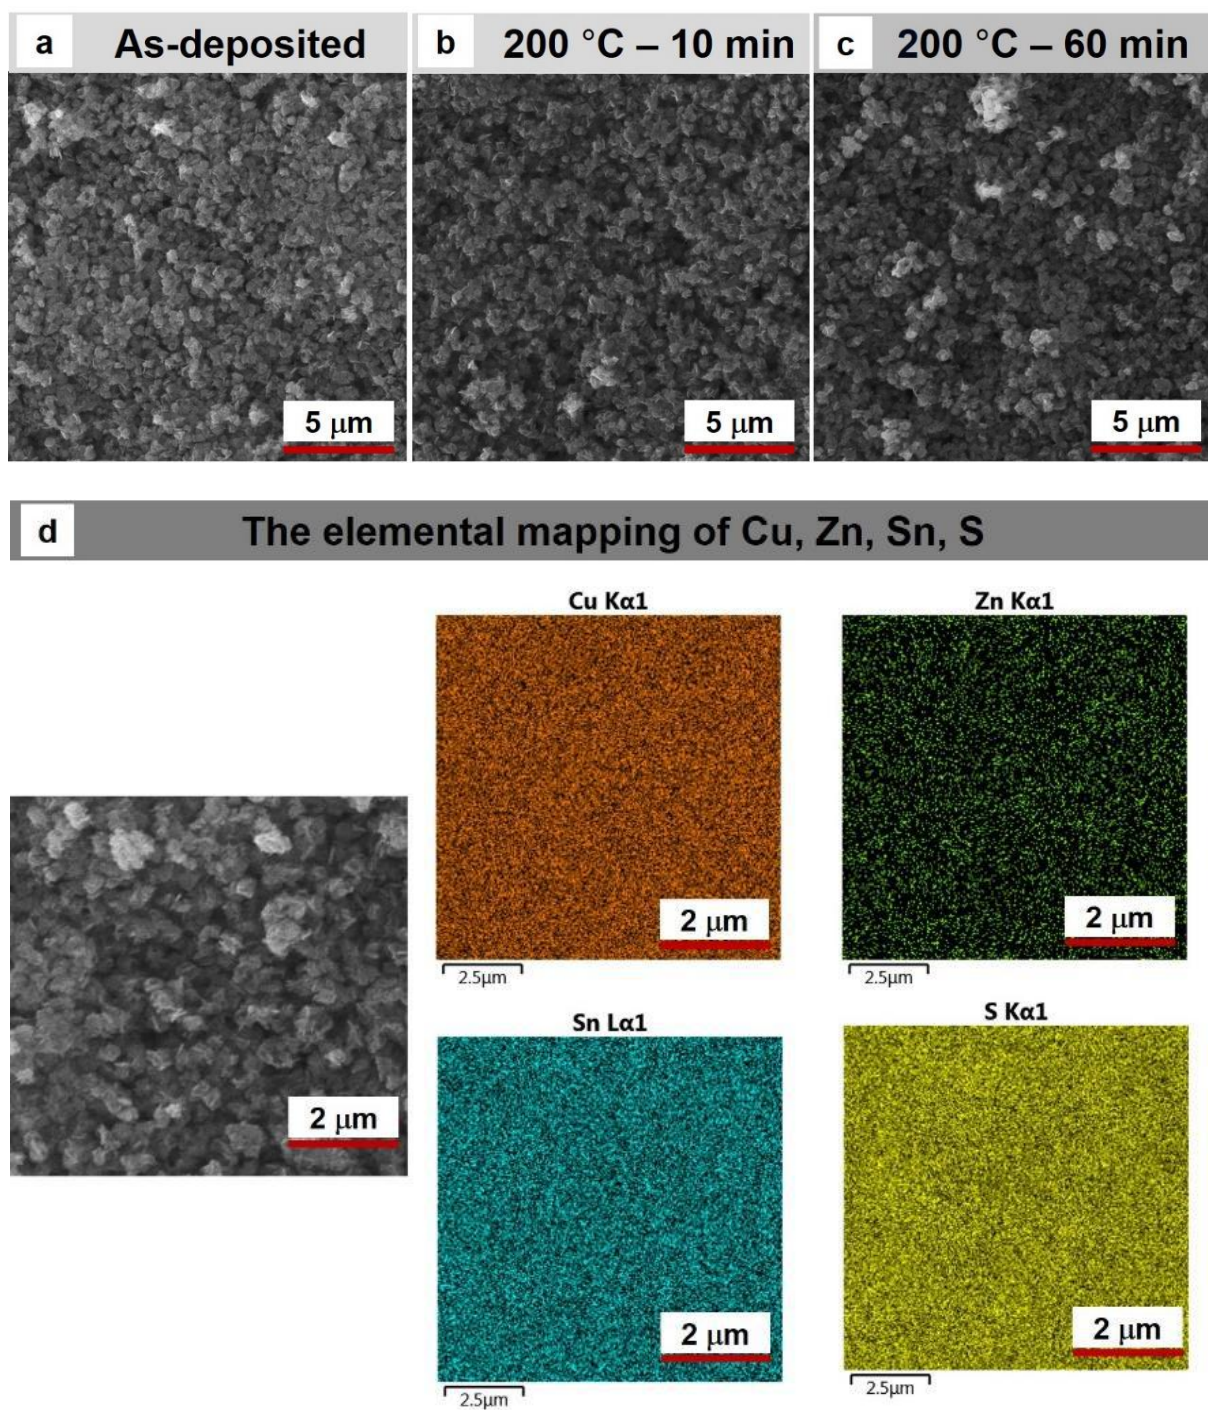 a As-deposited
b 200 °C – 10 min
c 200 °C – 60 min
5 μm
5 μm
5 μm
d The elemental mapping of Cu, Zn, Sn, S
Cu Kα1
Zn Kα1
2 μm
2 μm
2.5μm
2.5μm
Sn Lα1
S Kα1
2 μm
2 μm
2 μm
2.5μm
2.5μm